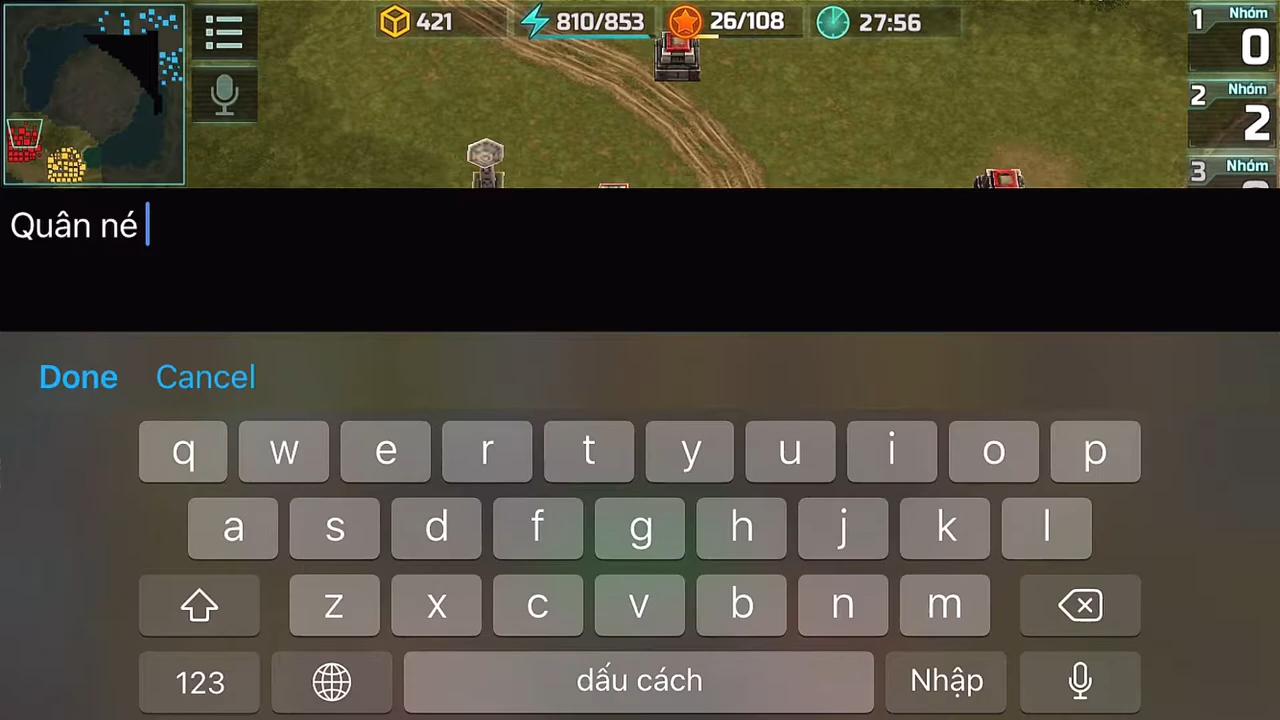 421
810/853
26/108
27:56
1 Nhóm
0
2 Nhóm
2
3 Nhóm
Quân né
Done Cancel
q w e r t y u i o p
a s d f g h j k l
z x c v b n m
123 dấu cách Nhập